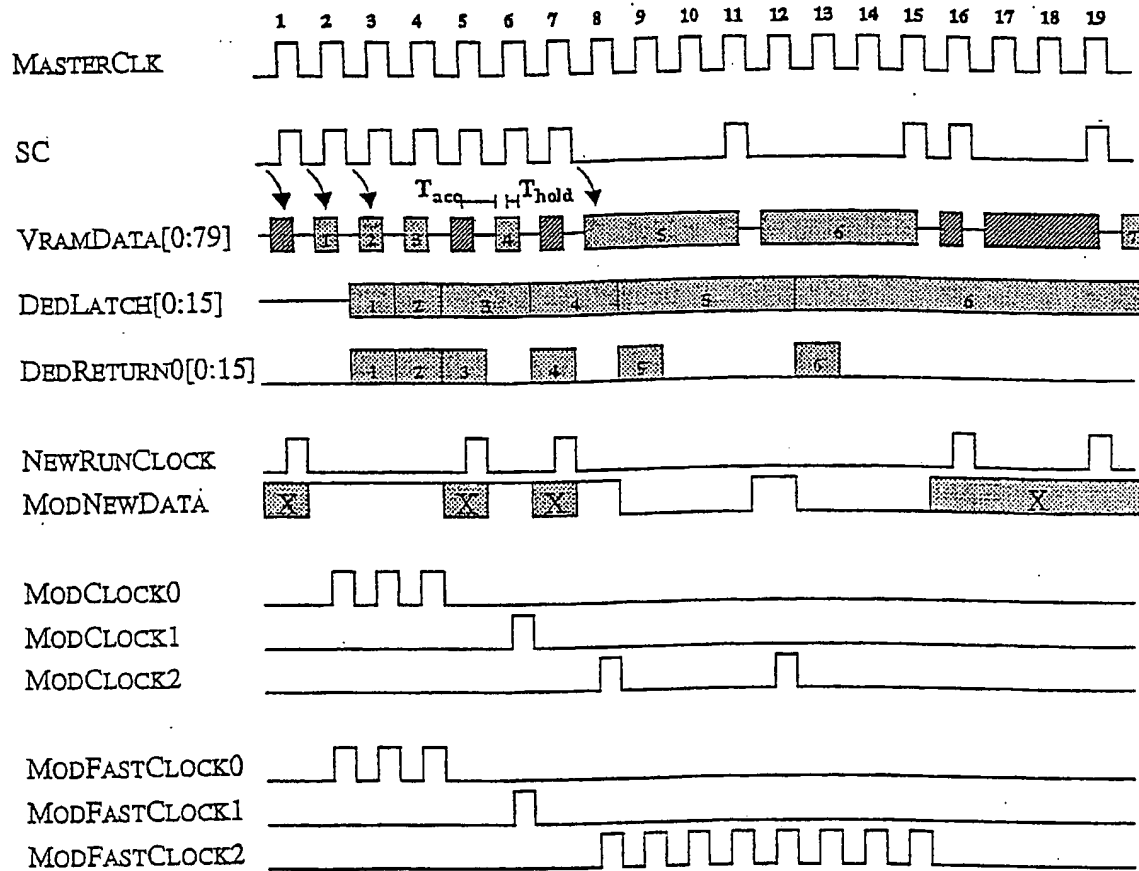 1 2 3 4 5 6 7 8 9 10 11 12 13 14 15 16 17 18 19
MASTERCLK
SC
Tacq Thold
VRAMDATA[0:79] 1 2 3 4 5 6 7
DEDLATCH[0:15] 1 2 3 4 5 6
DEDRETURN0[0:15] 1 2 3 4 5 6
NEWRUNCLOCK
MODNEWDATA X X X X
MODCLOCK0
MODCLOCK1
MODCLOCK2
MODFASTCLOCK0
MODFASTCLOCK1
MODFASTCLOCK2